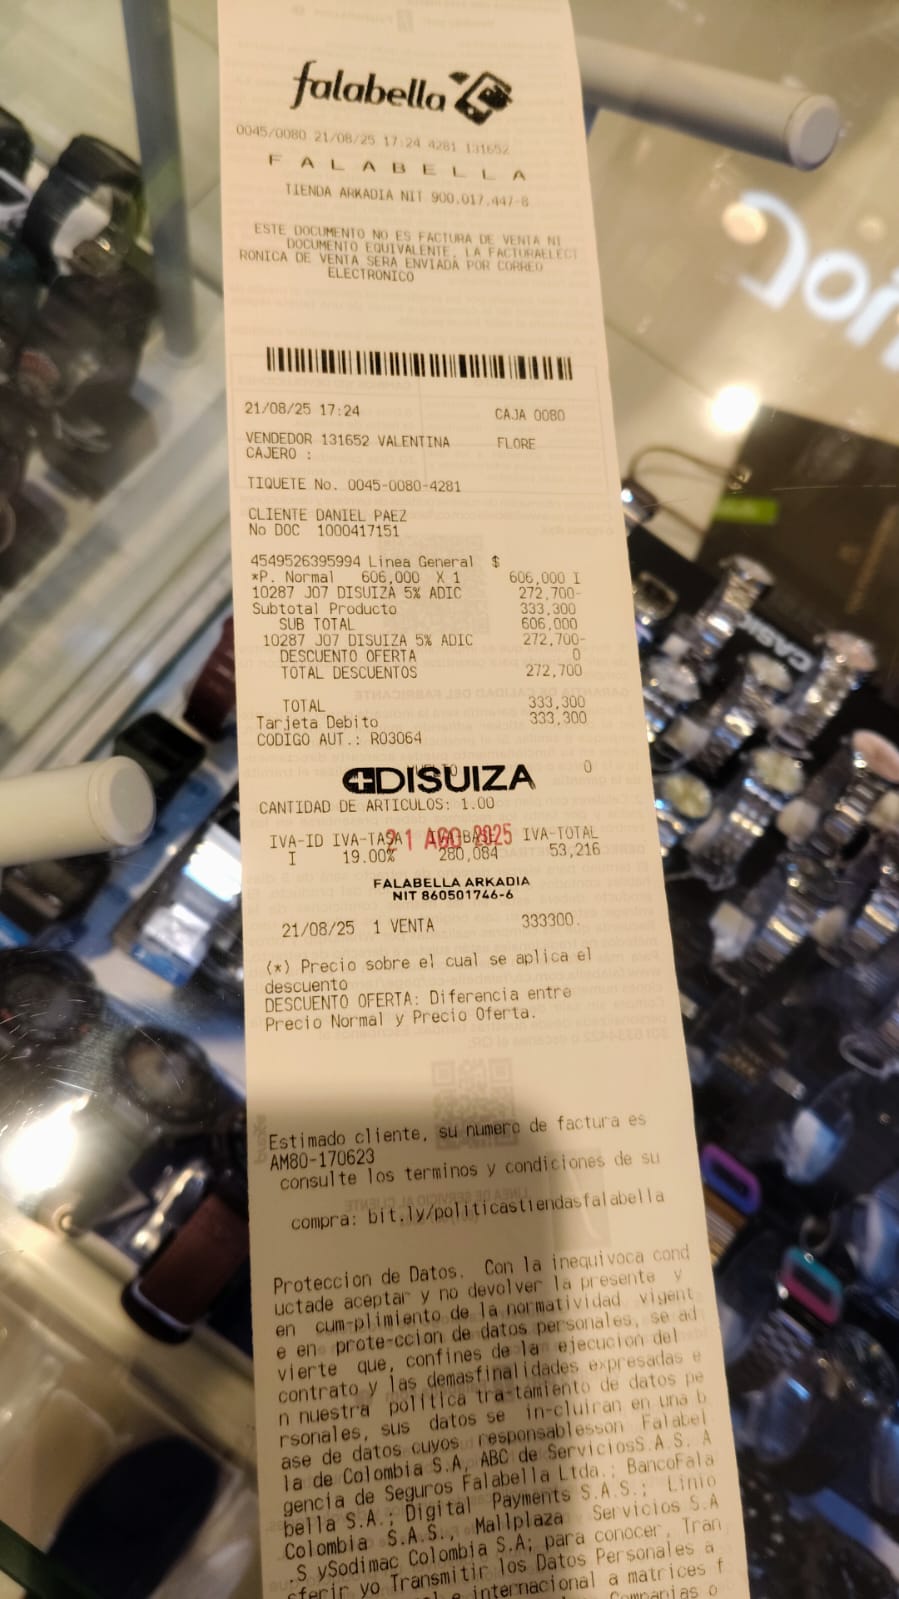 falabella
0045/0080 21/08/25 17:24 4281 131652
F A L A B E L L A
TIENDA ARKADIA NIT 900.017.447-8
ESTE DOCUMENTO NO ES FACTURA DE VENTA NI
DOCUMENTO EQUIVALENTE, LA FACTURAELECT
RONICA DE VENTA SERA ENVIADA POR CORREO
ELECTRONICO
21/08/25 17:24 CAJA 0080
VENDEDOR 131652 VALENTINA FLORE
CAJERO :
TIQUETE No. 0045-0080-4281
CLIENTE DANIEL PAEZ
No DOC 1000417151
4549526395994 Linea General $
*P. Normal 606,000 X 1 606,000 I
10287 J07 DISUIZA 5% ADIC 272,700-
Subtotal Producto 333,300
SUB TOTAL 606,000
10287 J07 DISUIZA 5% ADIC 272,700-
DESCUENTO OFERTA 0
TOTAL DESCUENTOS 272,700
TOTAL 333,300
Tarjeta Debito 333,300
CODIGO AUT.: R03064
VUELTO 0
DISUIZA
CANTIDAD DE ARTICULOS: 1.00
IVA-ID IVA-TASA IVA-BASE IVA-TOTAL
21 AGO 2025
I 19.00% 280,084 53,216
FALABELLA ARKADIA
NIT 860501746-6
21/08/25 1 VENTA 333300.
(*) Precio sobre el cual se aplica el
descuento
DESCUENTO OFERTA: Diferencia entre
Precio Normal y Precio Oferta.
Estimado cliente, su numero de factura es
AM80-170623
consulte los terminos y condiciones de su
compra: bit.ly/politicastiendasfalabella
Proteccion de Datos. Con la inequivoca cond
uctade aceptar y no devolver la presente y
en cum-plimiento de la normatividad vigent
e en prote-ccion de datos personales, se ad
vierte que, confines de la ejecucion del
contrato y las demasfinalidades expresadas e
n nuestra politica tra-tamiento de datos pe
rsonales, sus datos se in-cluiran en una b
ase de datos cuyos responsablesson Falabel
la de Colombia S.A, ABC de ServiciosS.A.S. A
gencia de Seguros Falabella Ltda.; BancoFala
bella S.A.; Digital Payments S.A.S.; Linio
Colombia S.A.S., Mallplaza Servicios S.A
.S ySodimac Colombia S.A; para conocer, Tran
sferir yo Transmitir los Datos Personales a
e internacional a matrices f
Companias o
CASIO